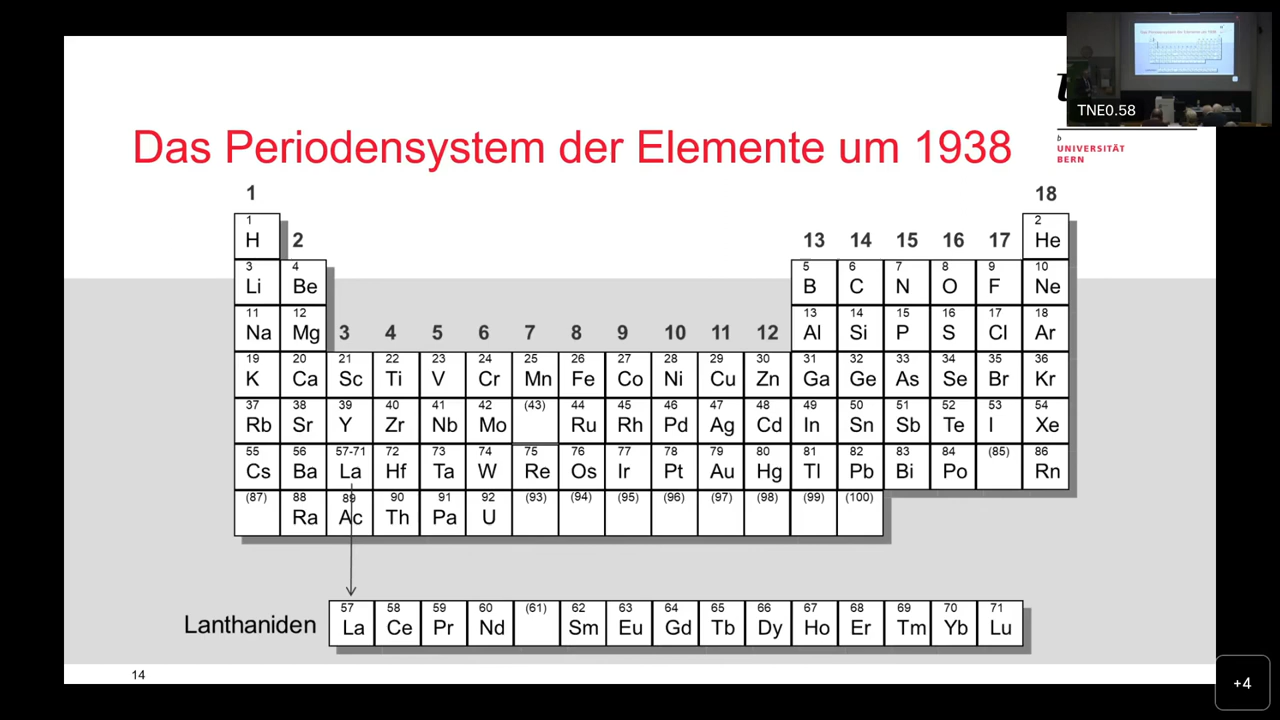 TNE0.58
Das Periodensystem der Elemente um 1938
b
UNIVERSITÄT
BERN
1 18
1 2
H 2 13 14 15 16 17 He
3 4 5 6 7 8 9 10
Li Be B C N O F Ne
11 12 13 14 15 16 17 18
Na Mg 3 4 5 6 7 8 9 10 11 12 Al Si P S Cl Ar
19 20 21 22 23 24 25 26 27 28 29 30 31 32 33 34 35 36
K Ca Sc Ti V Cr Mn Fe Co Ni Cu Zn Ga Ge As Se Br Kr
37 38 39 40 41 42 (43) 44 45 46 47 48 49 50 51 52 53 54
Rb Sr Y Zr Nb Mo Ru Rh Pd Ag Cd In Sn Sb Te I Xe
55 56 57-71 72 73 74 75 76 77 78 79 80 81 82 83 84 (85) 86
Cs Ba La Hf Ta W Re Os Ir Pt Au Hg Tl Pb Bi Po Rn
(87) 88 89 90 91 92 (93) (94) (95) (96) (97) (98) (99) (100)
Ra Ac Th Pa U
57 58 59 60 (61) 62 63 64 65 66 67 68 69 70 71
Lanthaniden La Ce Pr Nd Sm Eu Gd Tb Dy Ho Er Tm Yb Lu
14
+4